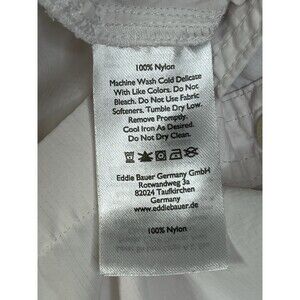 100% Nylon
Machine Wash Cold Delicate
With Like Colors. Do Not
Bleach. Do Not Use Fabric
Softeners. Tumble Dry Low.
Remove Promptly.
Cool Iron As Desired.
Do Not Dry Clean.
Eddie Bauer Germany GmbH
Rotwandweg 3a
82024 Taufkirchen
Germany
www.eddiebauer.de
100% Nylon